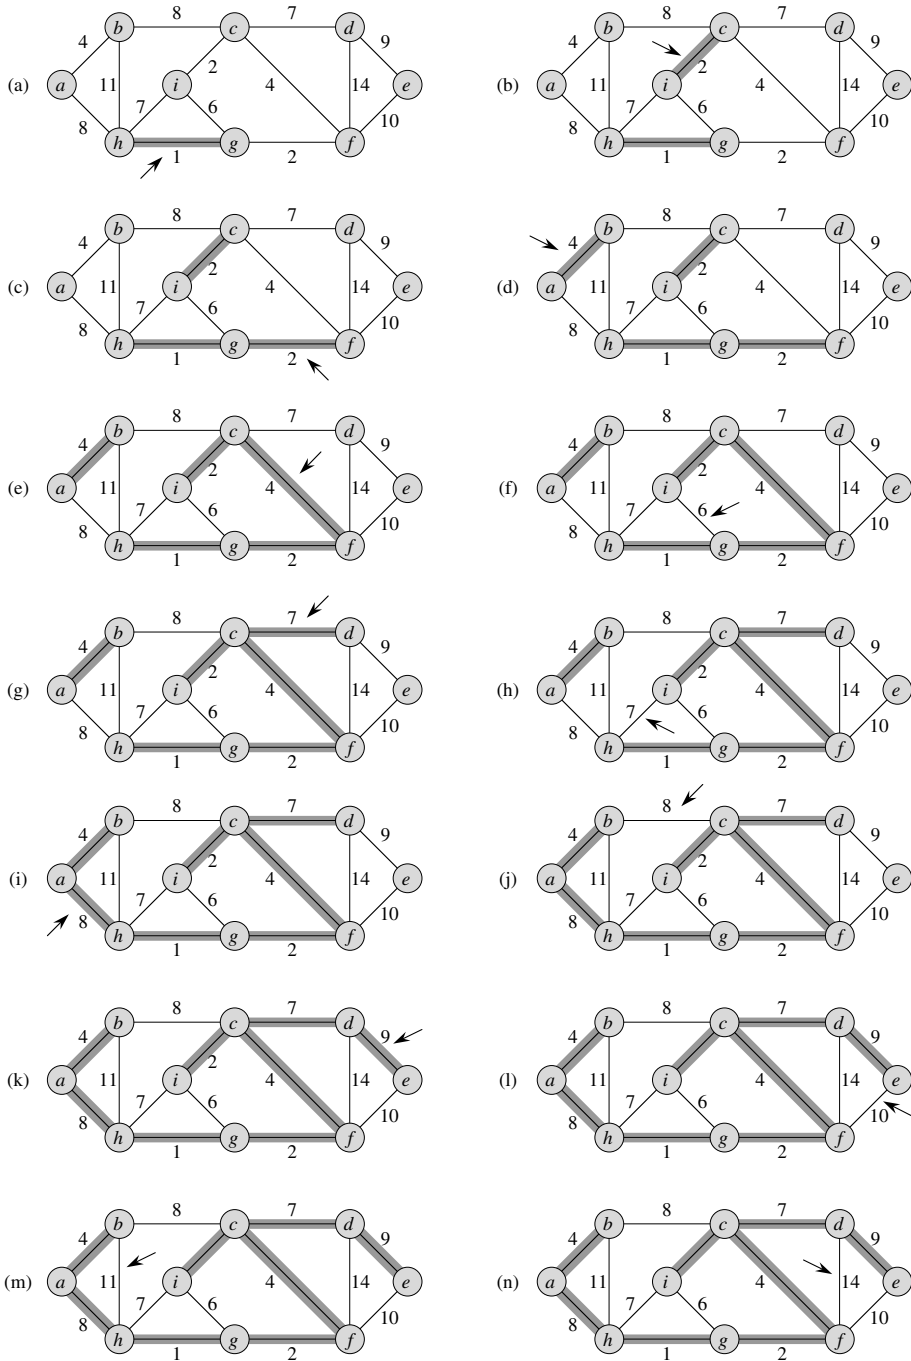 8 7
b c d
4 9
2
(a) a 11 i 4 14 e
7 6
8 10
h g f
1 2
8 7
b c d
4 9
2
(b) a 11 i 4 14 e
7 6
8 10
h g f
1 2
8 7
b c d
4 9
2
(c) a 11 i 4 14 e
7 6
8 10
h g f
1 2
8 7
b c d
4 9
2
(d) a 11 i 4 14 e
7 6
8 10
h g f
1 2
8 7
b c d
4 9
2
(e) a 11 i 4 14 e
7 6
8 10
h g f
1 2
8 7
b c d
4 9
2
(f) a 11 i 4 14 e
7 6
8 10
h g f
1 2
8 7
b c d
4 9
2
(g) a 11 i 4 14 e
7 6
8 10
h g f
1 2
8 7
b c d
4 9
2
(h) a 11 i 4 14 e
7 6
8 10
h g f
1 2
8 7
b c d
4 9
2
(i) a 11 i 4 14 e
7 6
8 10
h g f
1 2
8 7
b c d
4 9
2
(j) a 11 i 4 14 e
7 6
8 10
h g f
1 2
8 7
b c d
4 9
2
(k) a 11 i 4 14 e
7 6
8 10
h g f
1 2
8 7
b c d
4 9
(l) a 11 i 4 14 e
7 6
8 10
h g f
1 2
8 7
b c d
4 9
(m) a 11 i 4 14 e
7 6
8 10
h g f
1 2
8 7
b c d
4 9
(n) a 11 i 4 14 e
7 6
8 10
h g f
1 2